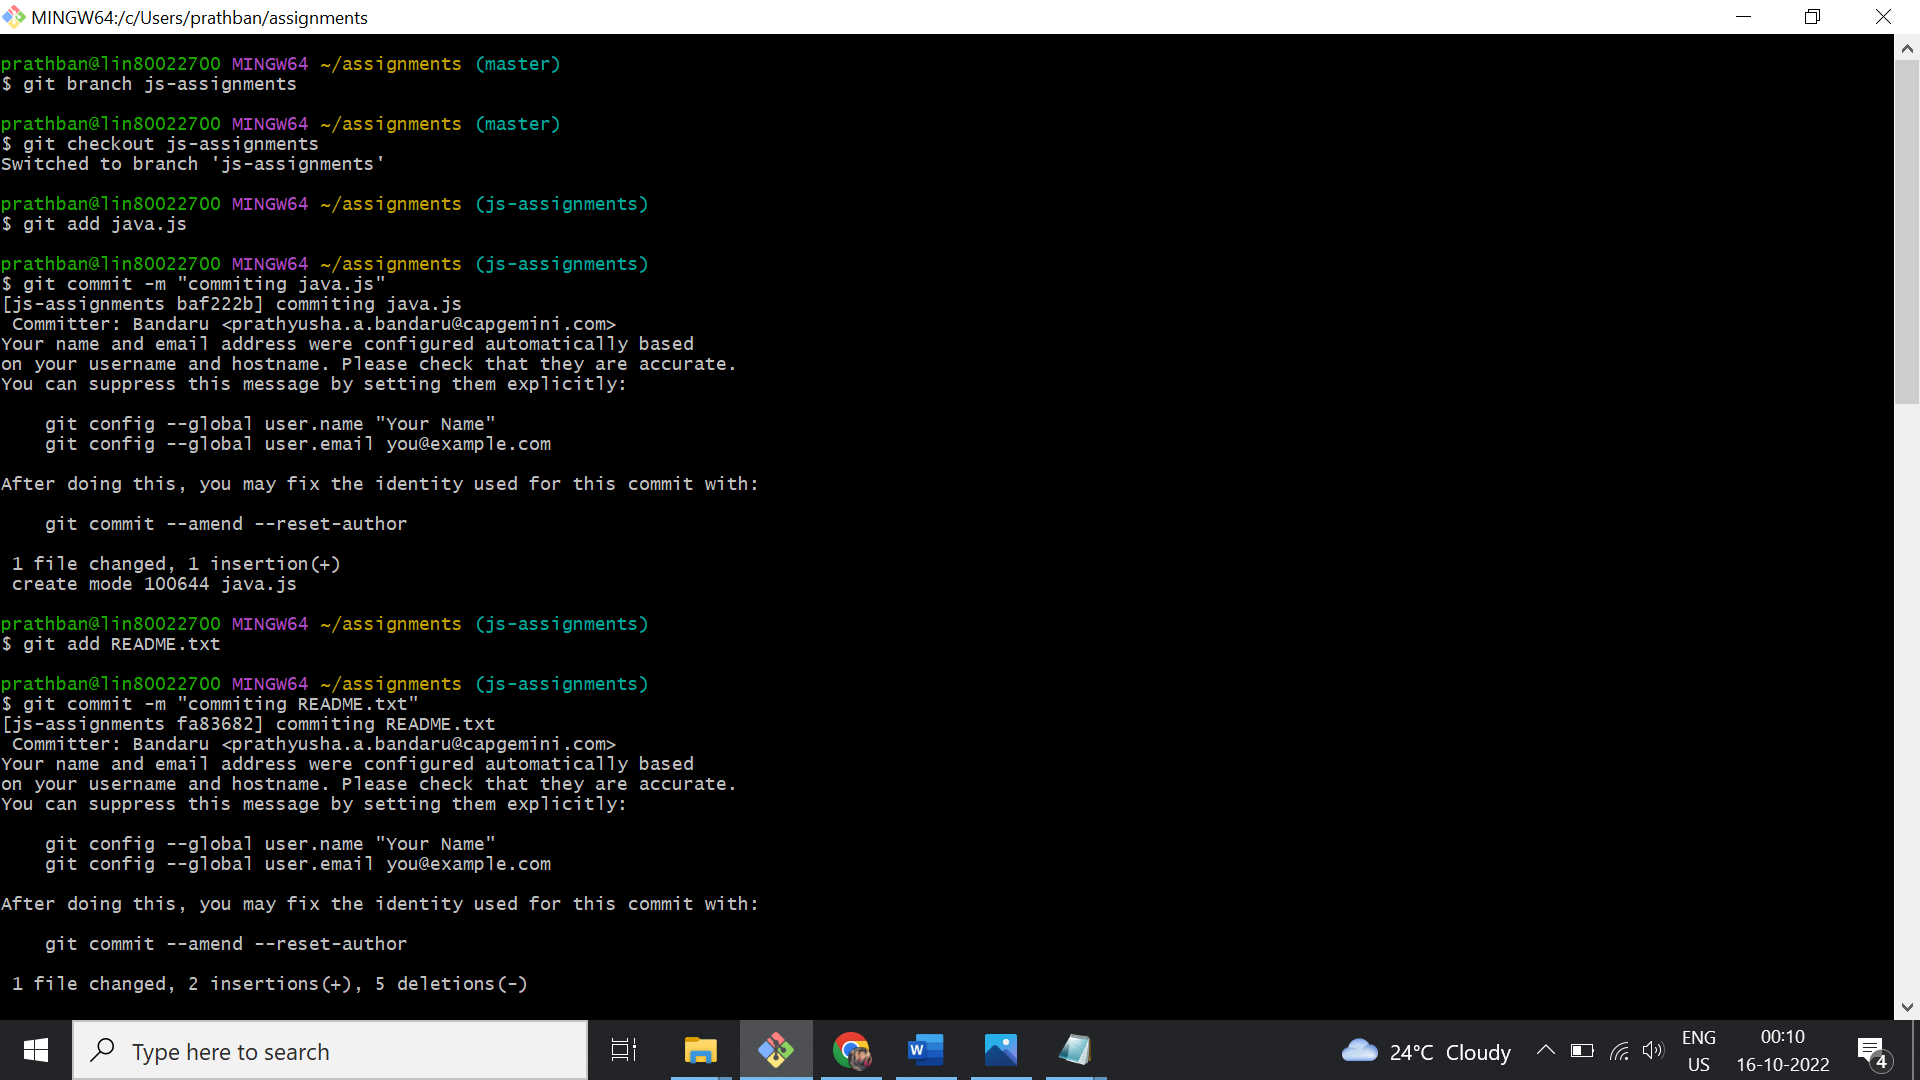 MINGW64:/c/Users/prathban/assignments
prathban@lin80022700 MINGW64 ~/assignments (master)
$ git branch js-assignments
prathban@lin80022700 MINGW64 ~/assignments (master)
$ git checkout js-assignments
Switched to branch 'js-assignments'
prathban@lin80022700 MINGW64 ~/assignments (js-assignments)
$ git add java.js
prathban@lin80022700 MINGW64 ~/assignments (js-assignments)
$ git commit -m "commiting java.js"
[js-assignments baf222b] commiting java.js
Committer: Bandaru <prathyusha.a.bandaru@capgemini.com>
Your name and email address were configured automatically based
on your username and hostname. Please check that they are accurate.
You can suppress this message by setting them explicitly:
git config --global user.name "Your Name"
git config --global user.email you@example.com
After doing this, you may fix the identity used for this commit with:
git commit --amend --reset-author
1 file changed, 1 insertion(+)
create mode 100644 java.js
prathban@lin80022700 MINGW64 ~/assignments (js-assignments)
$ git add README.txt
prathban@lin80022700 MINGW64 ~/assignments (js-assignments)
$ git commit -m "commiting README.txt"
[js-assignments fa83682] commiting README.txt
Committer: Bandaru <prathyusha.a.bandaru@capgemini.com>
Your name and email address were configured automatically based
on your username and hostname. Please check that they are accurate.
You can suppress this message by setting them explicitly:
git config --global user.name "Your Name"
git config --global user.email you@example.com
After doing this, you may fix the identity used for this commit with:
git commit --amend --reset-author
1 file changed, 2 insertions(+), 5 deletions(-)
Type here to search
W
24°C Cloudy
ENG
US
00:10
16-10-2022
4